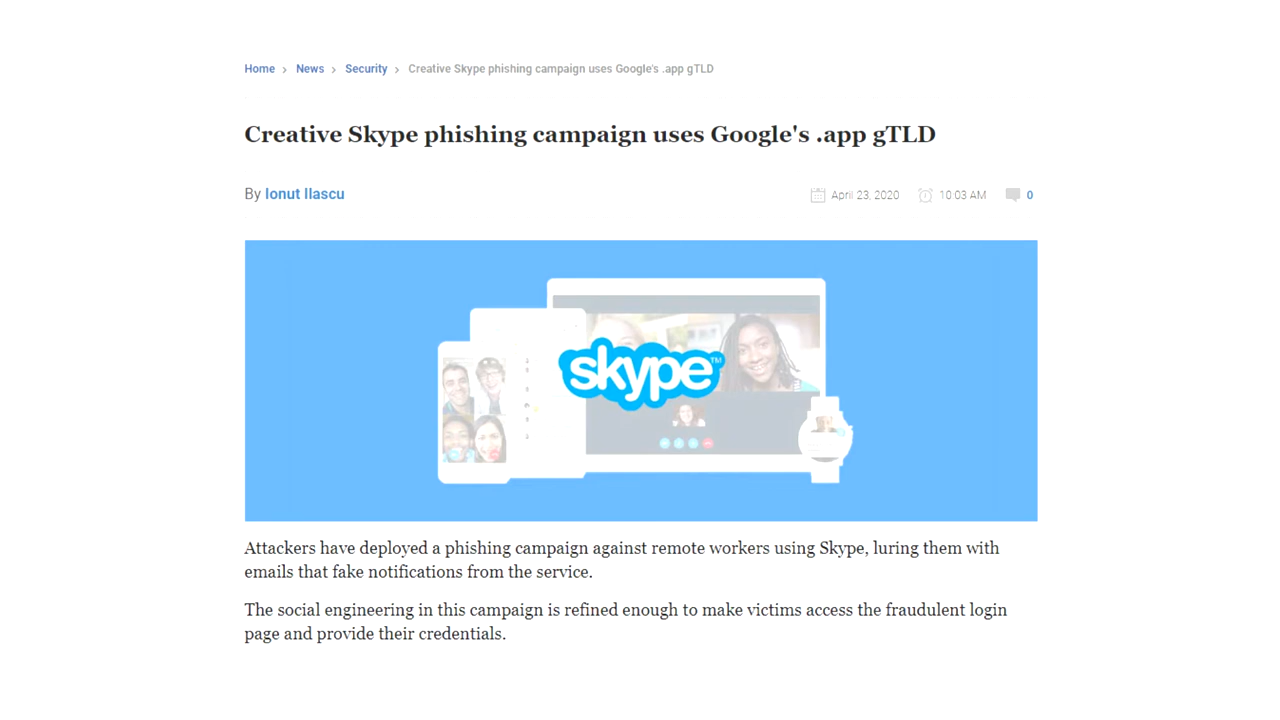 Home › News › Security › Creative Skype phishing campaign uses Google's .app gTLD
Creative Skype phishing campaign uses Google's .app gTLD
By Ionut Ilascu April 23, 2020 10:03 AM 0
skype™
Attackers have deployed a phishing campaign against remote workers using Skype, luring them with
emails that fake notifications from the service.
The social engineering in this campaign is refined enough to make victims access the fraudulent login
page and provide their credentials.